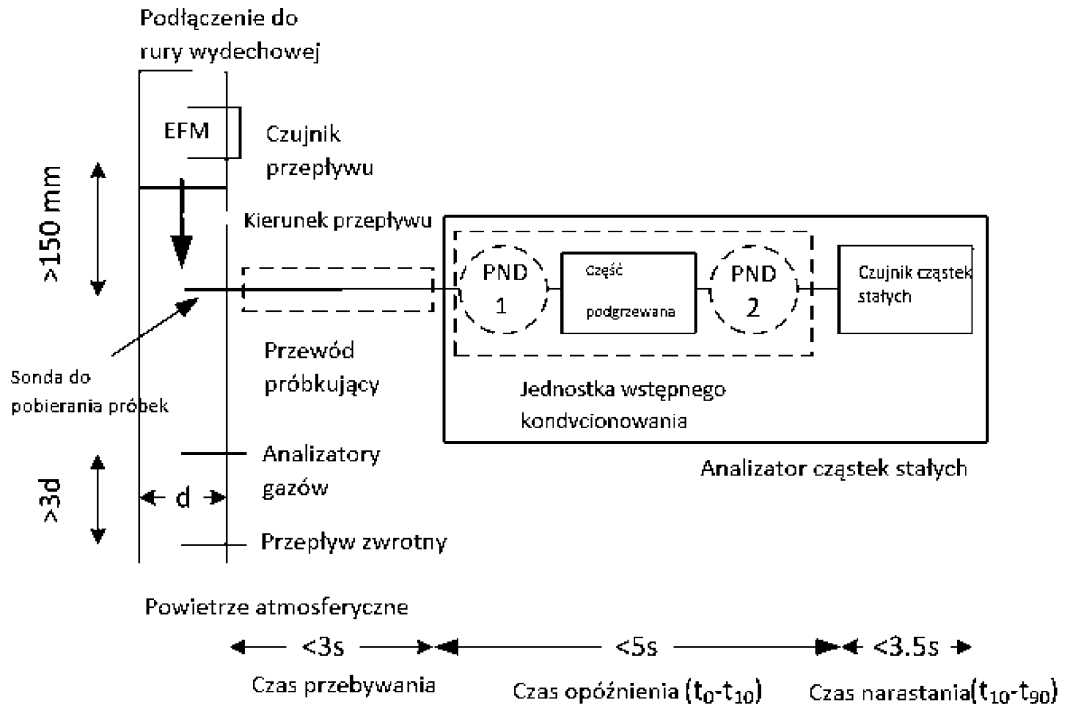 Podłączenie do
rury wydechowej
EFM
Czujnik
przepływu
>150 mm
Kierunek przepływu
PND
1
Część
podgrzewana
PND
2
Czujnik cząstek
stałych
Sonda do
pobierania próbek
Przewód
próbkujący
Jednostka wstępnego
kondycionowania
Analizator cząstek stałych
>3d
d
Analizatory
gazów
Przepływ zwrotny
Powietrze atmosferyczne
<3s
<5s
<3.5s
Czas przebywania
Czas opóźnienia (t0-t10)
Czas narastania(t10-t90)